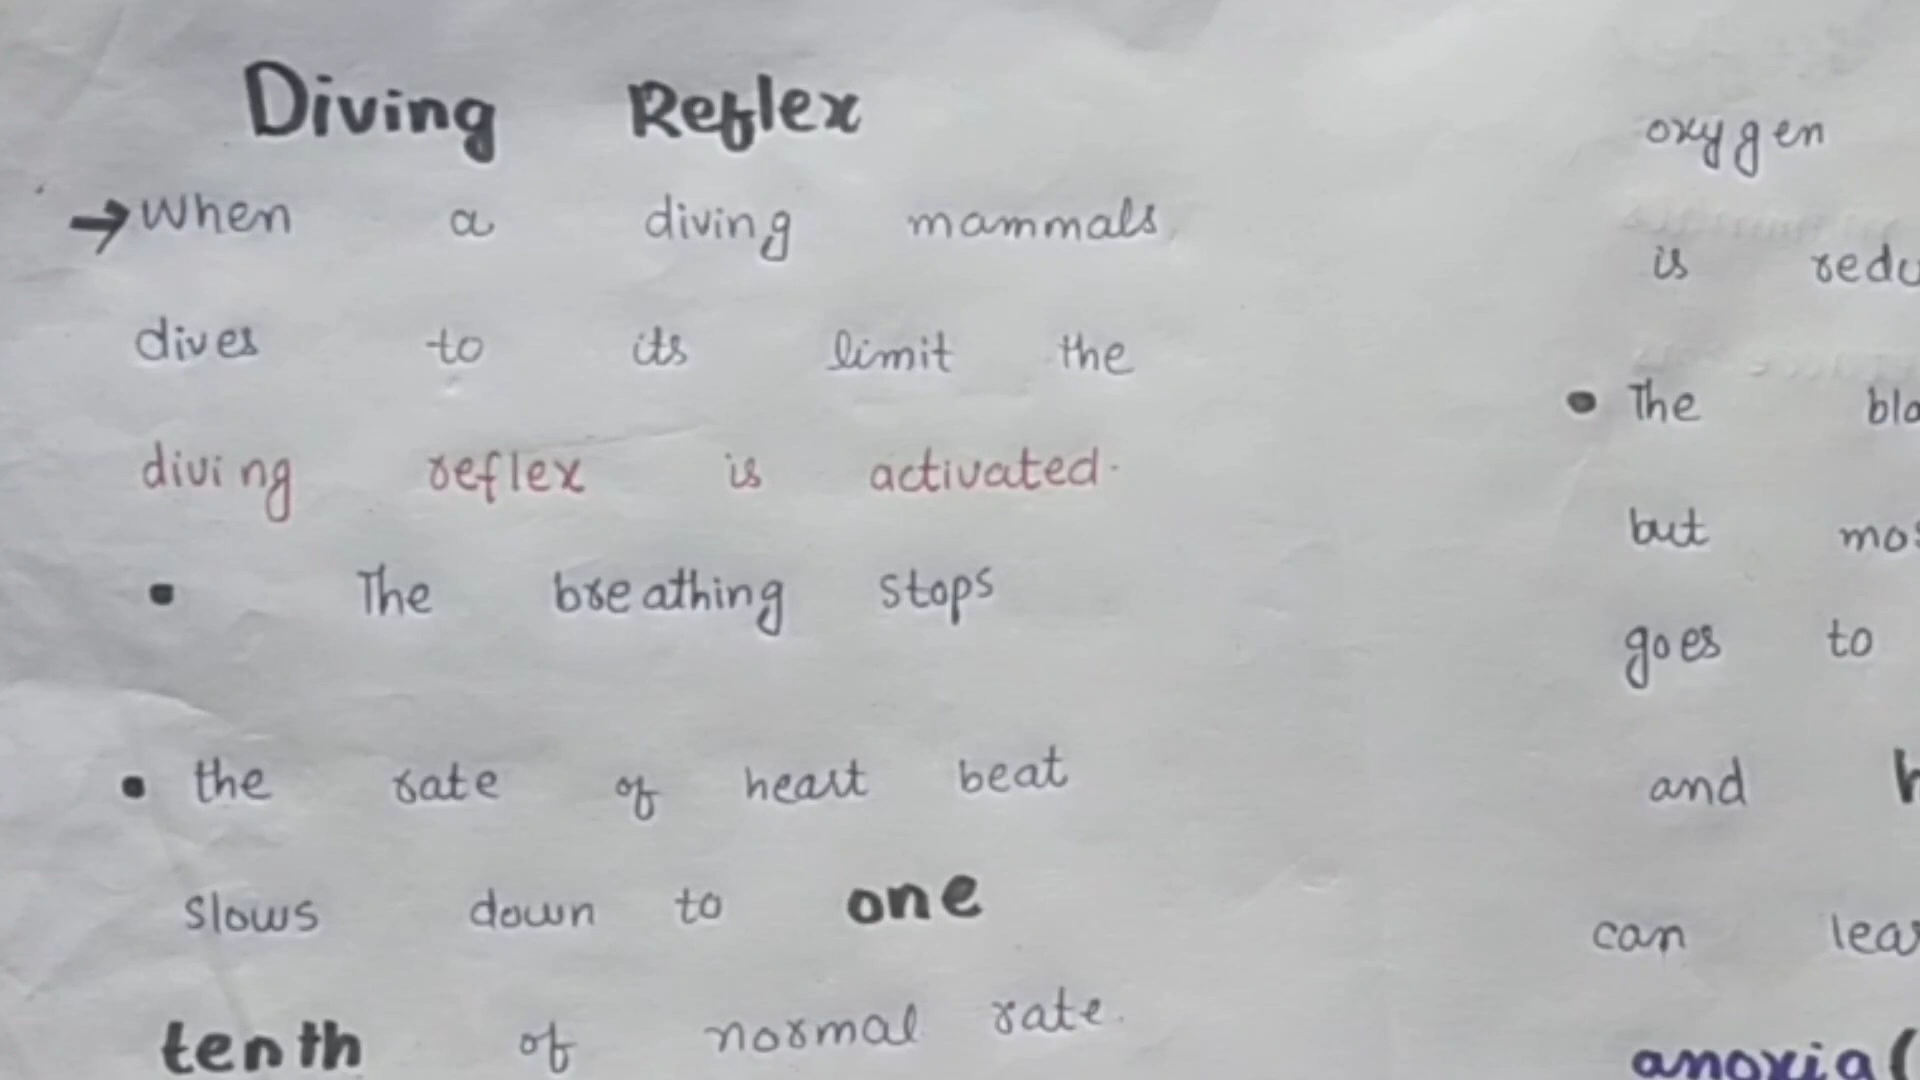 Diving Reflex
→ When a diving mammals
dives to its limit the
diving reflex is activated.
• The breathing stops
• the rate of heart beat
slows down to one
tenth of normal rate.
oxygen
is
• The
but
goes to
and
can
anoxia (